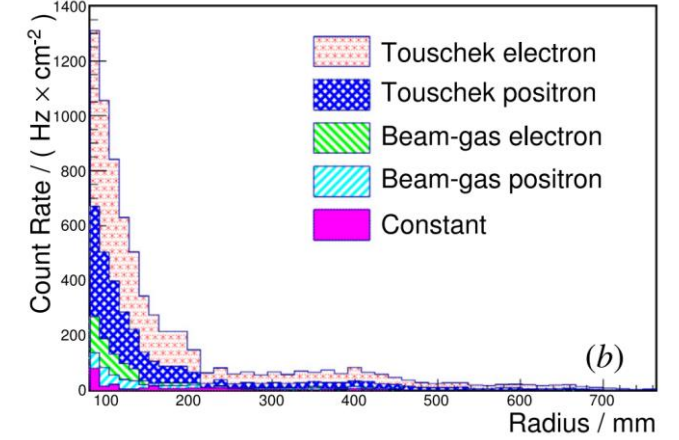 1400
1200
1000
800
600
400
200
0
Count Rate / ( Hz × cm⁻² )
Touschek electron
Touschek positron
Beam-gas electron
Beam-gas positron
Constant
(b)
100 200 300 400 500 600 700
Radius / mm